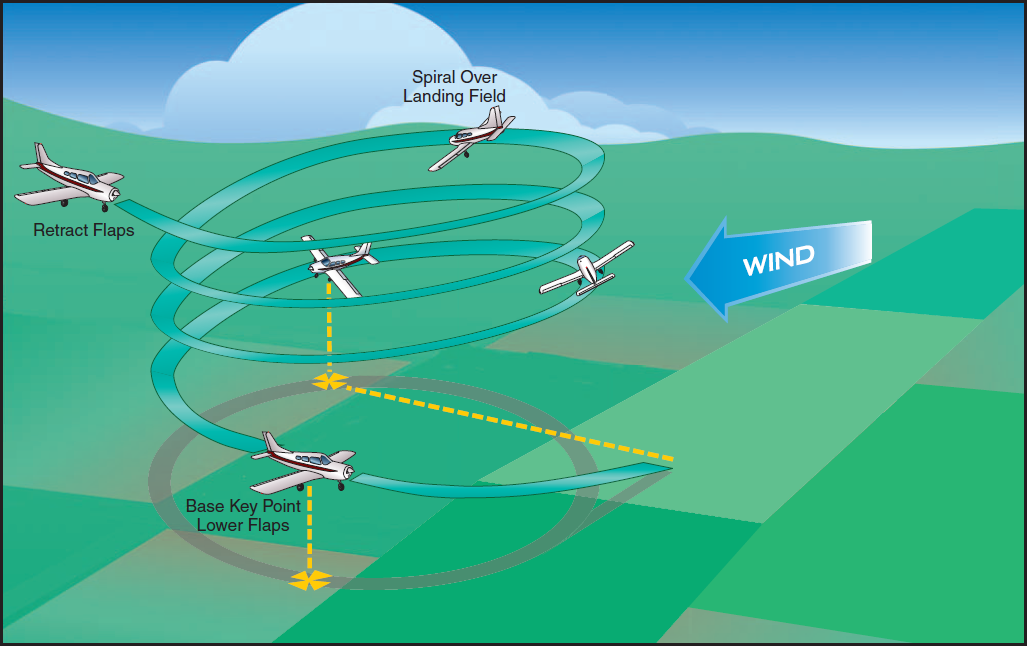 Spiral Over
Landing Field
Retract Flaps
WIND
Base Key Point
Lower Flaps